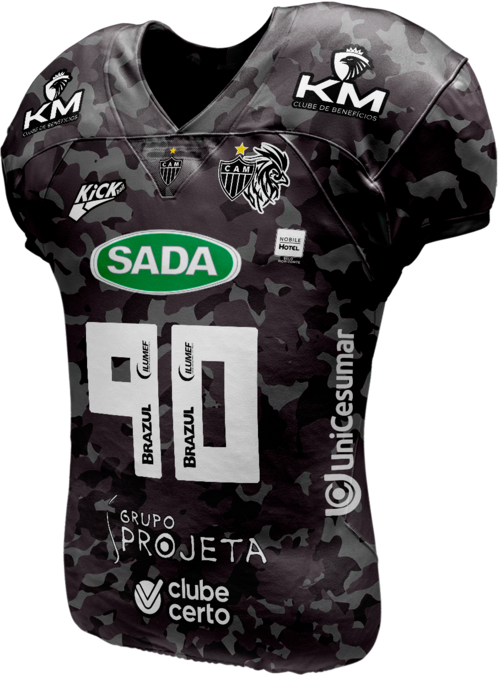 KM
CLUBE DE BENEFÍCIOS
KM
CLUBE DE BENEFÍCIOS
CAM
CAM
KICK
NOBILE
HOTEL
SADA
90
BRAZUL
ILUMEF
BRAZUL
ILUMEF
UniCesumar
GRUPO
PROJETA
clube
certo